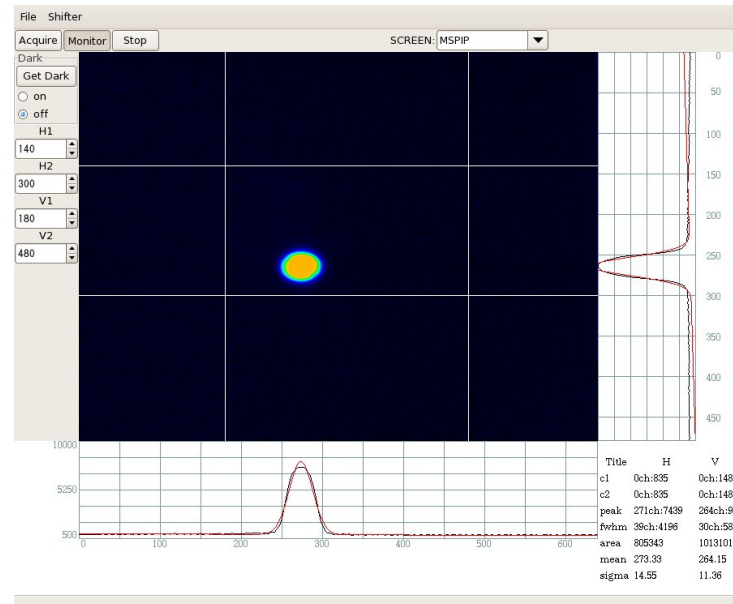 File Shifter
Acquire Monitor Stop SCREEN: MSPIP
Dark
Get Dark
on
off
H1
140
H2
300
V1
180
V2
480
0
50
100
150
200
250
300
350
400
450
10000
5250
500
0 100 200 300 400 500 600
Title H V
c1 0ch:835 0ch:148
c2 0ch:835 0ch:148
peak 271ch:7439 264ch:9
fwhm 39ch:4196 30ch:58
area 805343 1013101
mean 273.33 264.15
sigma 14.55 11.36